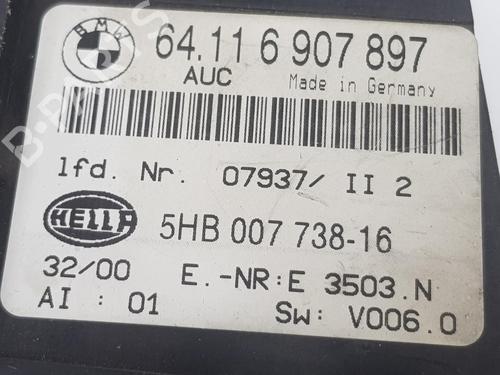 BMW
64.11 6 907 897
AUC Made in Germany
lfd. Nr. 07937/ II 2
HELLA
5HB 007 738-16
32/00 E.-NR:E 3503.N
AI : 01 SW: V006.0